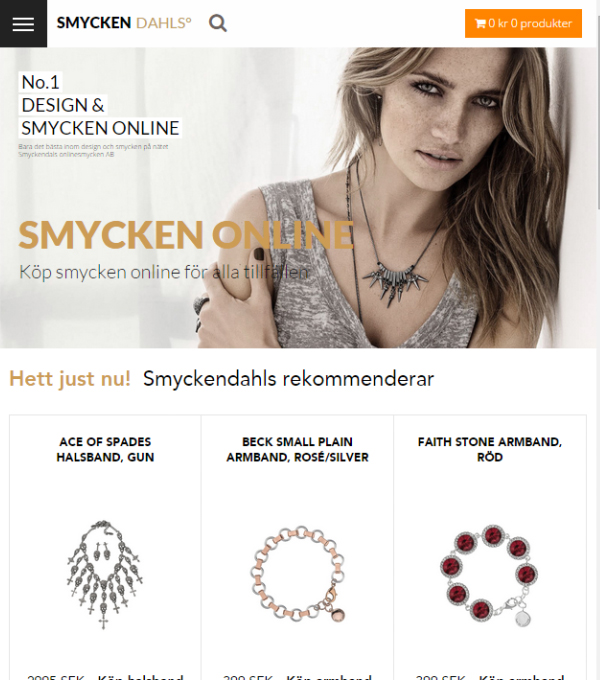 SMYCKEN DAHLS°
0 kr 0 produkter
No.1
DESIGN &
SMYCKEN ONLINE
Bara det bästa inom design och smycken på nätet
Smyckendals onlinesmycken AB
SMYCKEN ONLINE
Köp smycken online för alla tillfällen
Hett just nu! Smyckendahls rekommenderar
ACE OF SPADES
HALSBAND, GUN
BECK SMALL PLAIN
ARMBAND, ROSÉ/SILVER
FAITH STONE ARMBAND,
RÖD